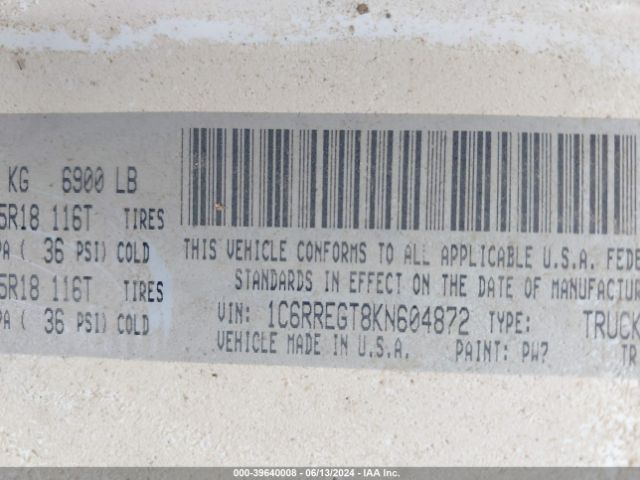 KG 6900 LB
5R18 116T TIRES
PA ( 36 PSI) COLD
5R18 116T TIRES
PA ( 36 PSI) COLD
THIS VEHICLE CONFORMS TO ALL APPLICABLE U.S.A. FEDE
STANDARDS IN EFFECT ON THE DATE OF MANUFACTUR
VIN: 1C6RREGT8KN604872 TYPE: TRUCK
VEHICLE MADE IN U.S.A. PAINT: PW7 TR
000-39640008 - 06/13/2024 - IAA Inc.